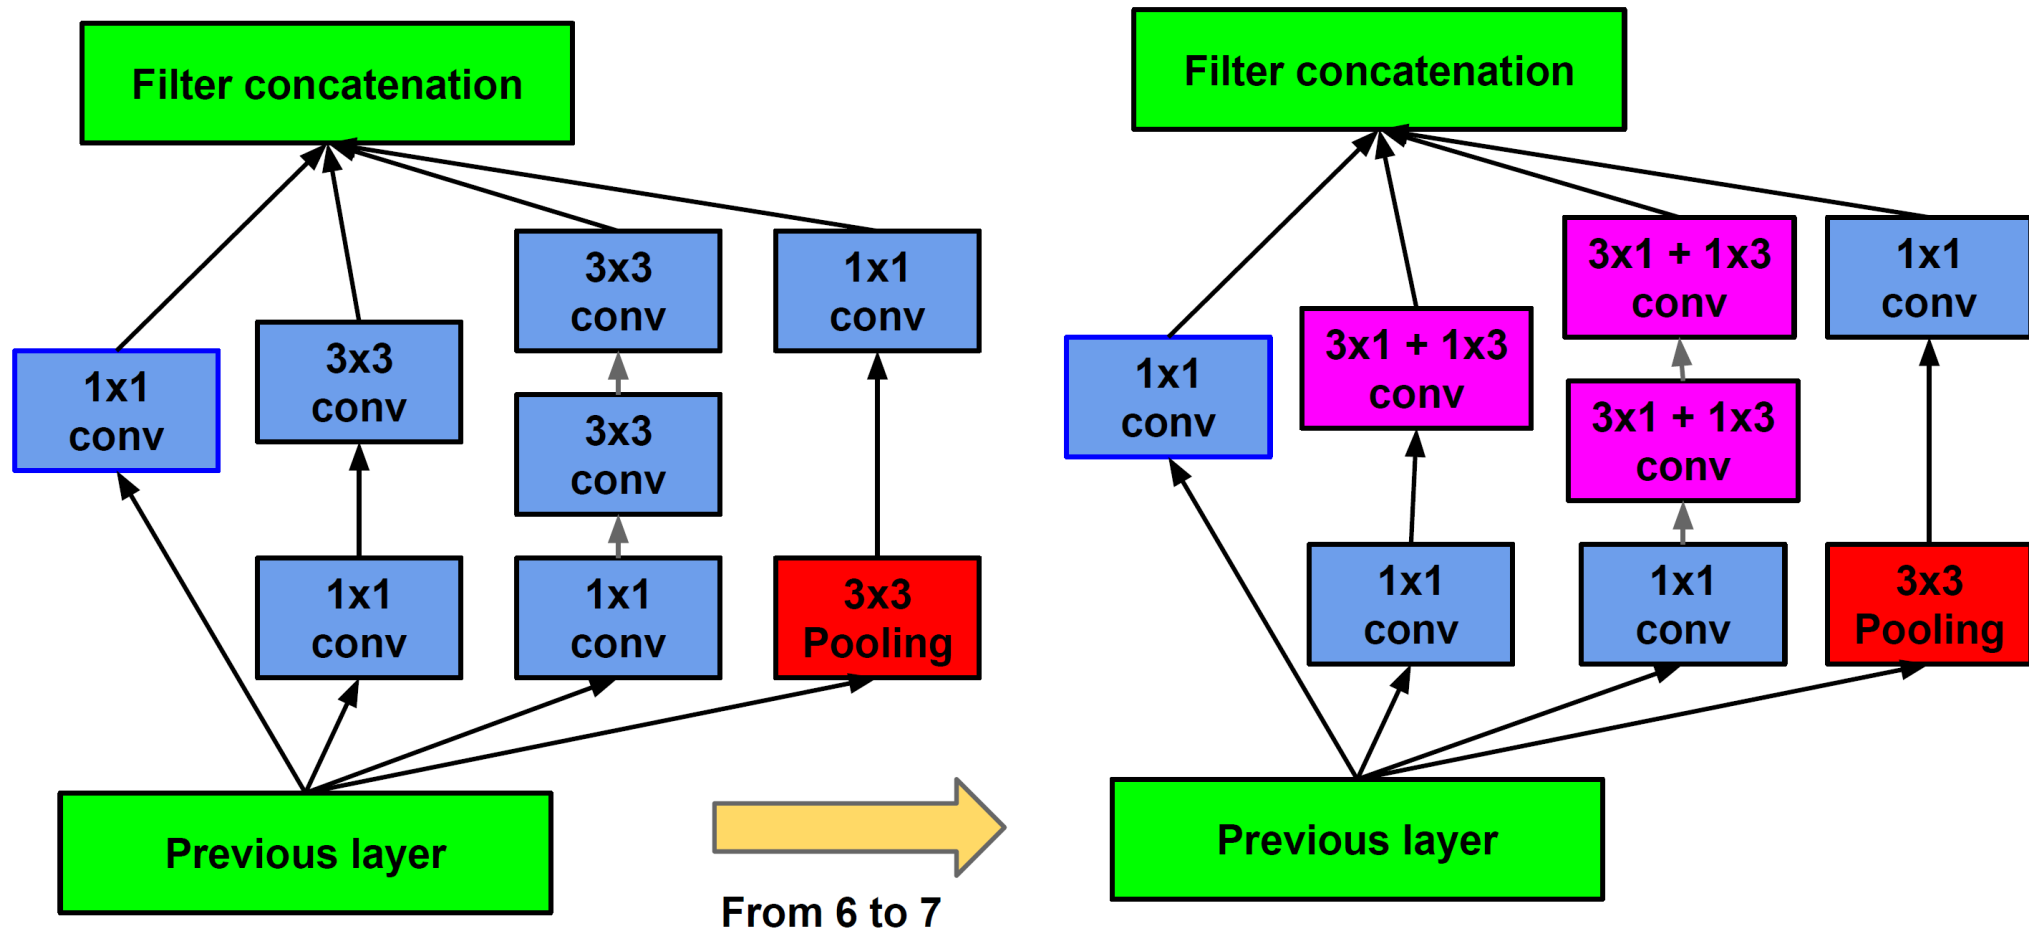 Filter concatenation
3x3
conv
1x1
conv
3x3
conv
1x1
conv
3x3
conv
1x1
conv
1x1
conv
3x3
Pooling
Previous layer
From 6 to 7
Filter concatenation
3x1 + 1x3
conv
1x1
conv
3x1 + 1x3
conv
1x1
conv
3x1 + 1x3
conv
1x1
conv
1x1
conv
3x3
Pooling
Previous layer